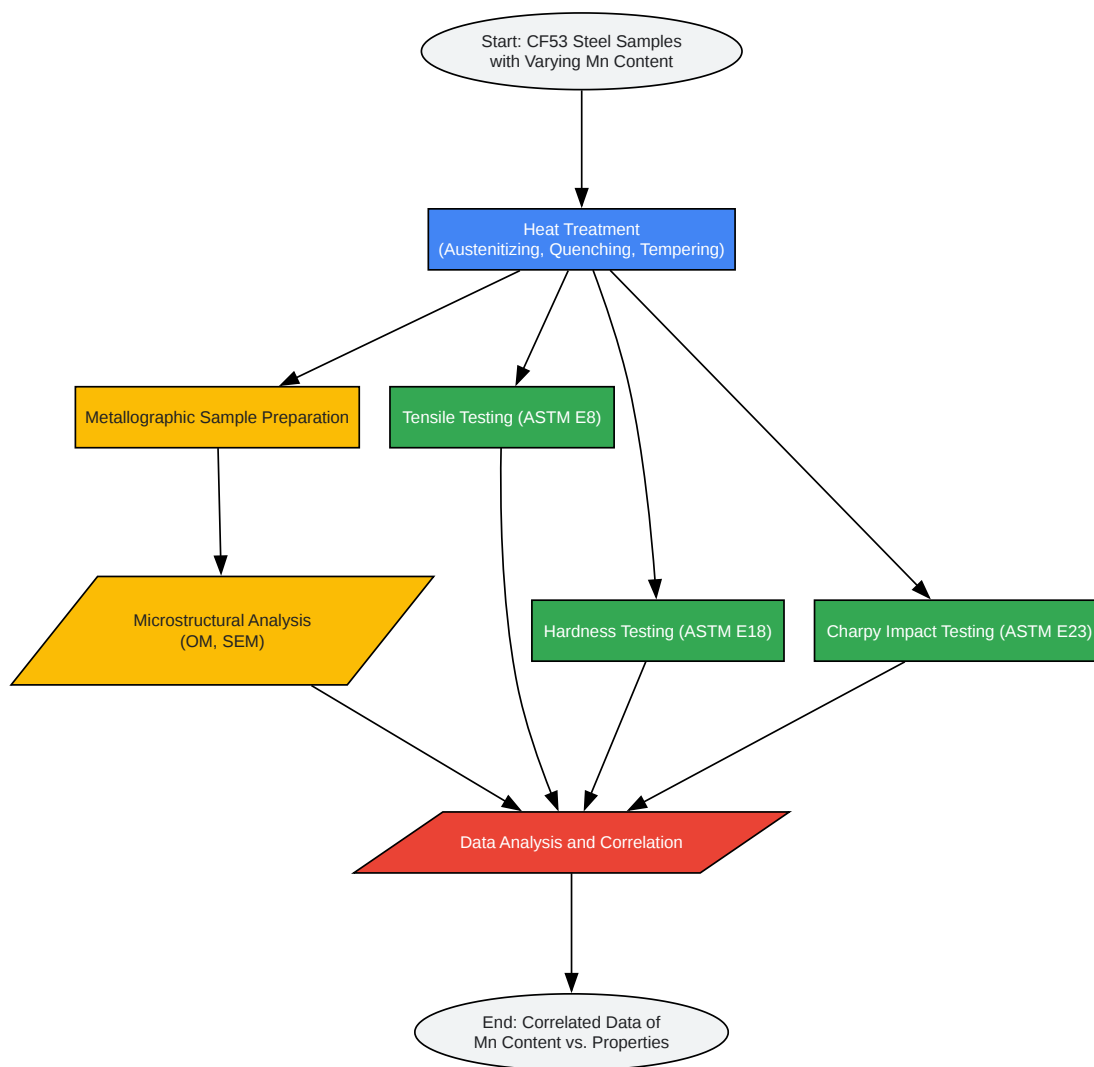 Start: CF53 Steel Samples
with Varying Mn Content
Heat Treatment
(Austenitizing, Quenching, Tempering)
Metallographic Sample Preparation
Tensile Testing (ASTM E8)
Microstructural Analysis
(OM, SEM)
Hardness Testing (ASTM E18)
Charpy Impact Testing (ASTM E23)
Data Analysis and Correlation
End: Correlated Data of
Mn Content vs. Properties